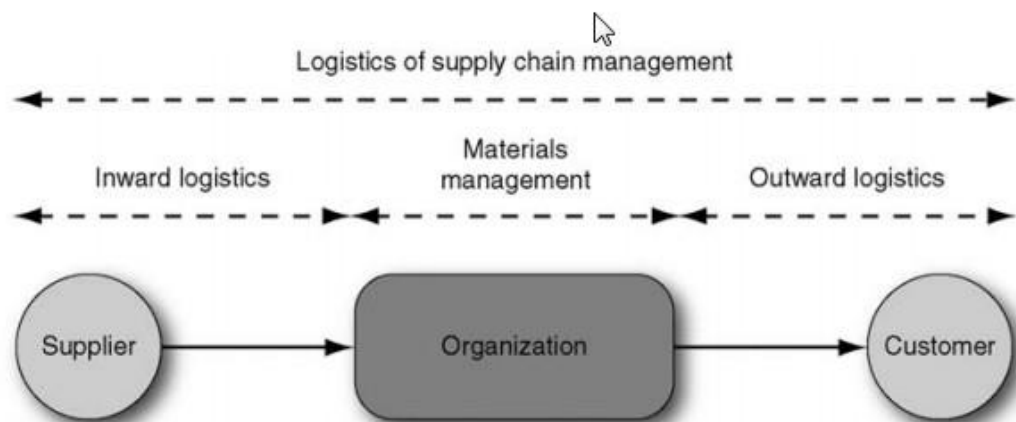 Logistics of supply chain management
Inward logistics
Materials
management
Outward logistics
Supplier
Organization
Customer